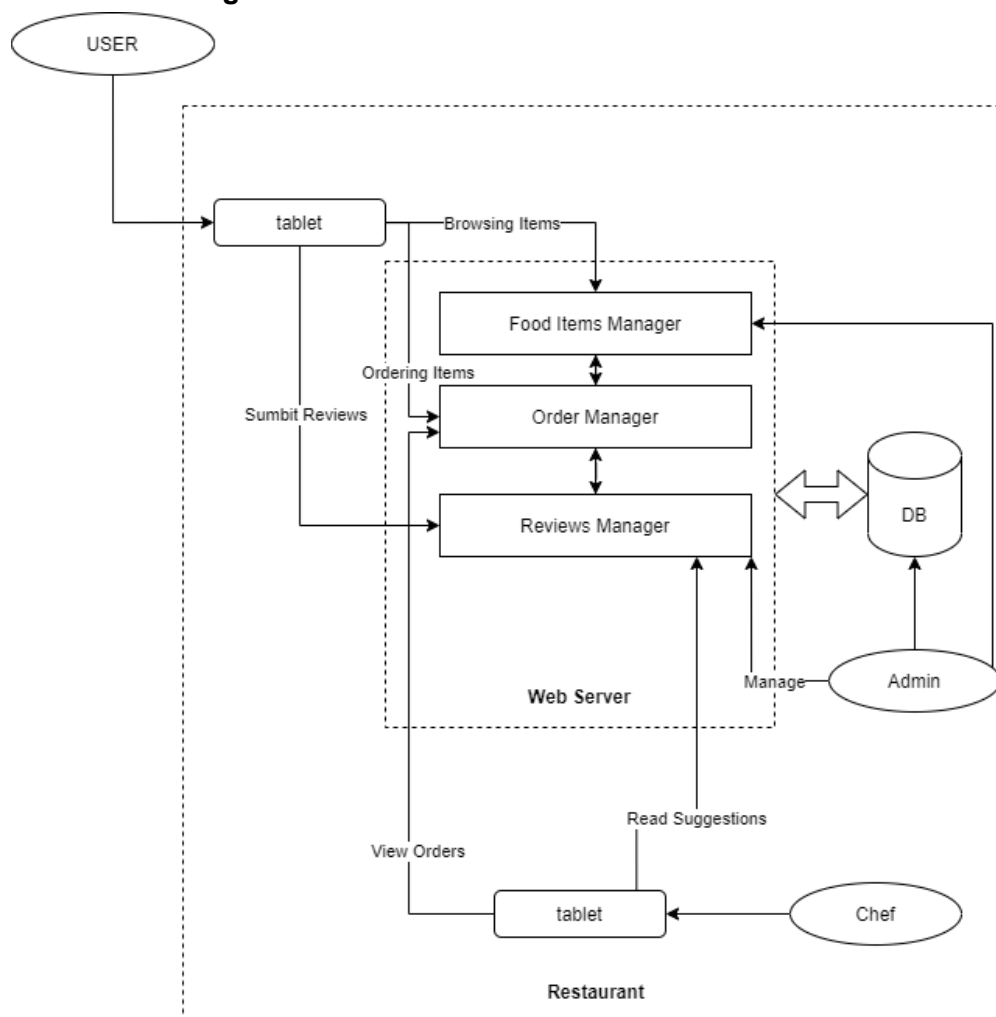 USER
tablet
Browsing Items
Food Items Manager
Ordering Items
Sumbit Reviews
Order Manager
Reviews Manager
DB
Manage
Admin
Web Server
Read Suggestions
View Orders
tablet
Chef
Restaurant